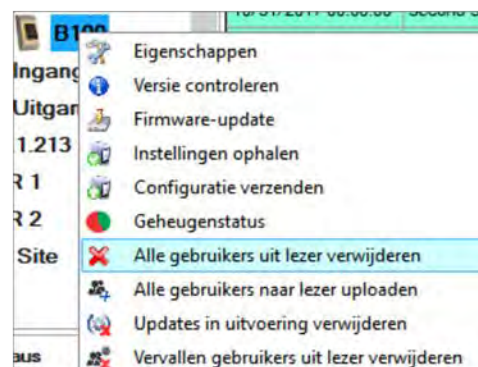 B100
Ingang
Uitgan
1.213
R 1
R 2
Site
aus
Eigenschappen
Versie controleren
Firmware-update
Instellingen ophalen
Configuratie verzenden
Geheugenstatus
Alle gebruikers uit lezer verwijderen
Alle gebruikers naar lezer uploaden
Updates in uitvoering verwijderen
Vervallen gebruikers uit lezer verwijderen